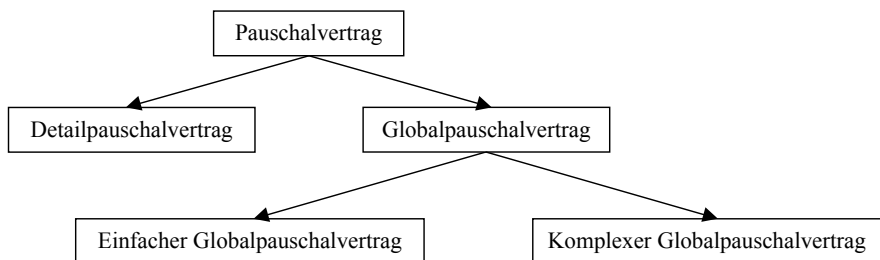 Pauschalvertrag
Detailpauschalvertrag
Globalpauschalvertrag
Einfacher Globalpauschalvertrag
Komplexer Globalpauschalvertrag